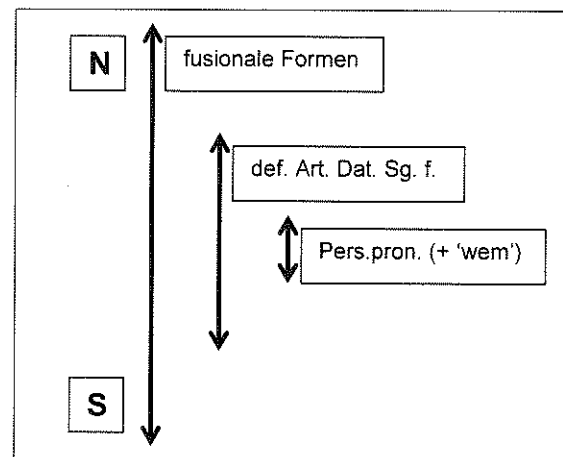 N
fusionale Formen
def. Art. Dat. Sg. f.
Pers.pron. (+ 'wem')
S